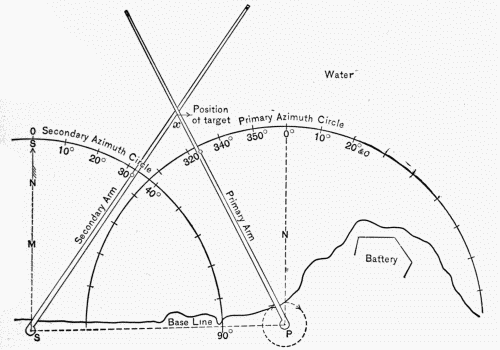 Water
Position
of target
x
Primary Azimuth Circle
Secondary Azimuth Circle
0
S
10°
20°
30°
40°
320
340°
350°
0°
10°
20°&0
N
M
Secondary Arm
Primary Arm
N
Battery
Base Line
S
90°
P